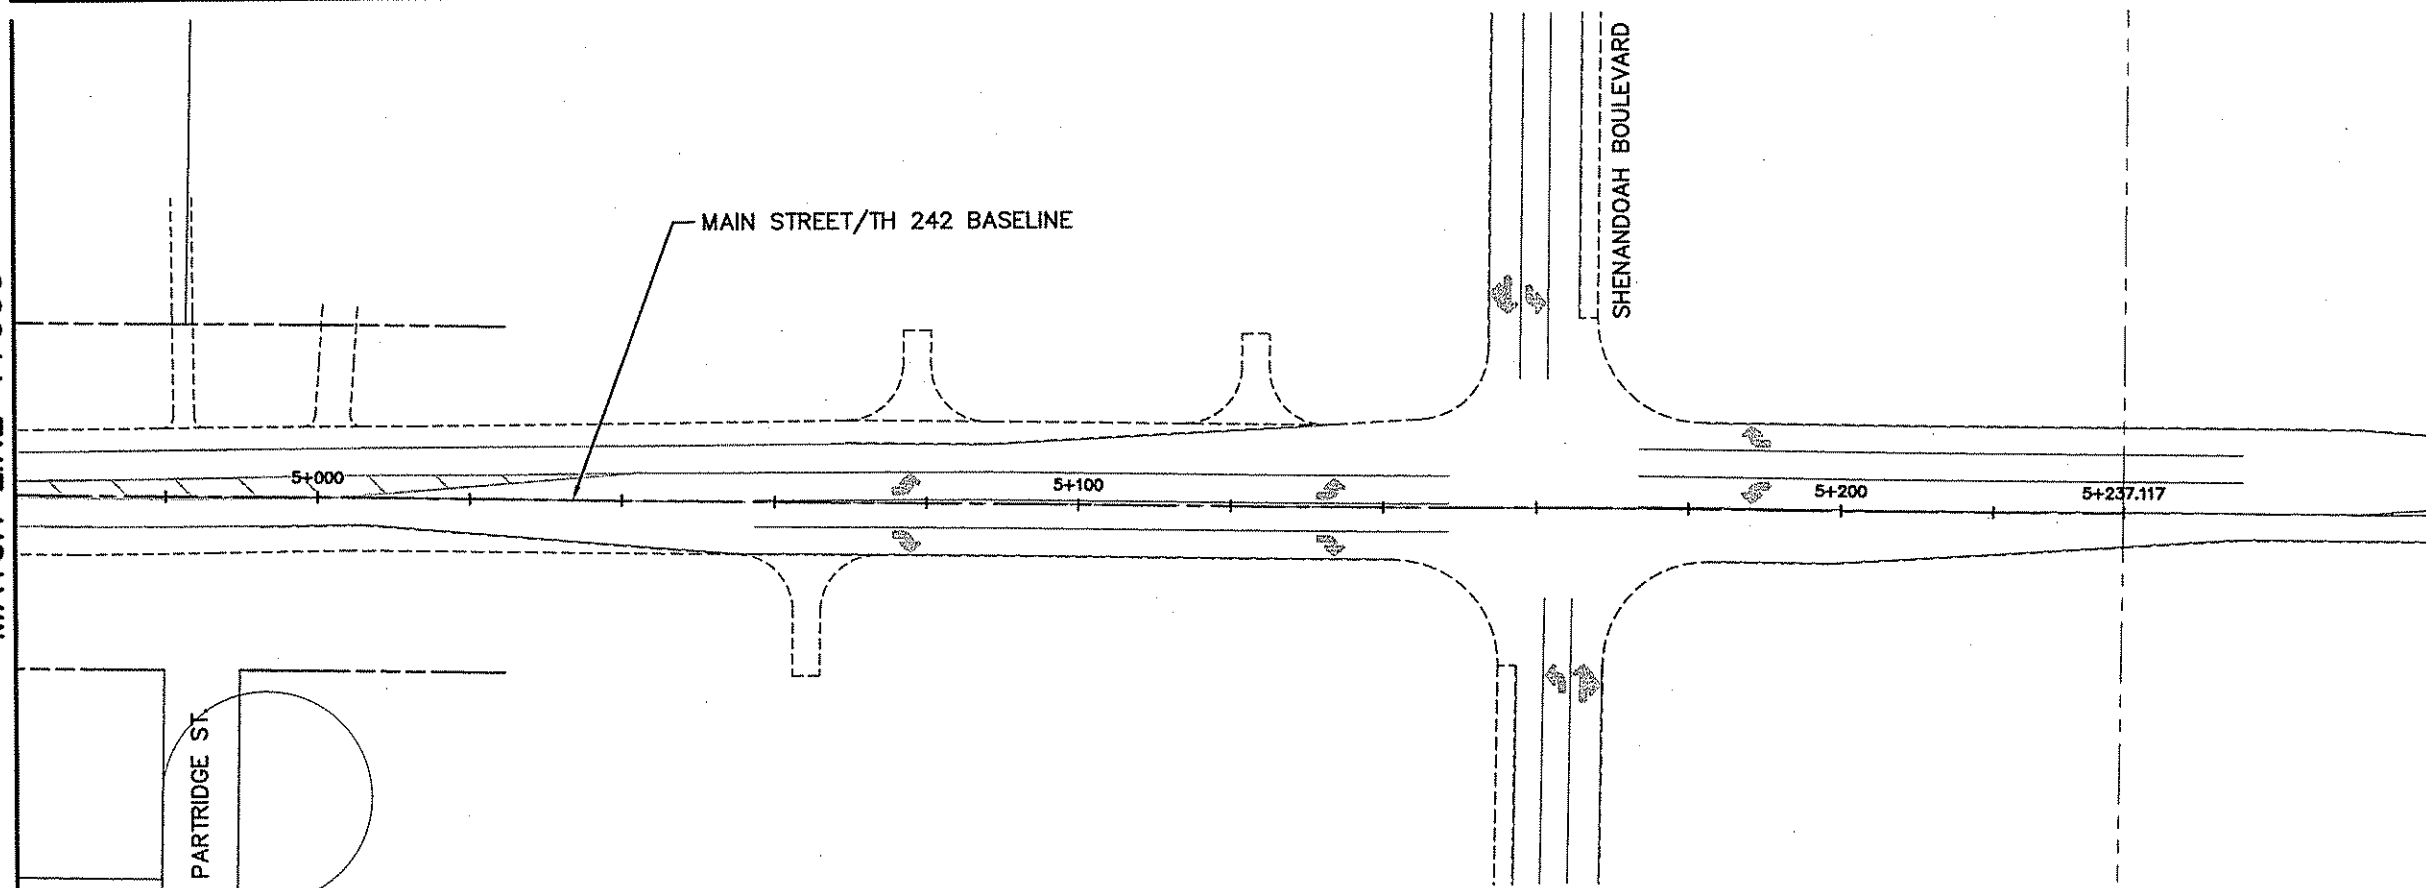 SHENANDOAH BOULEVARD
MAIN STREET/TH 242 BASELINE
5+000
5+100
5+200
5+237.117
PARTRIDGE ST.